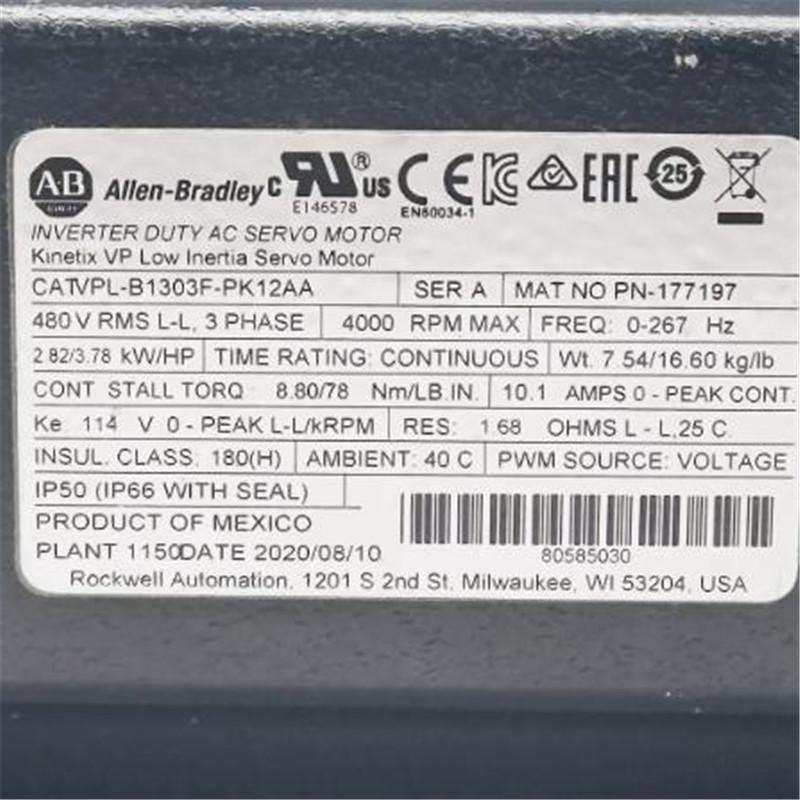 AB Allen-Bradley c RU® US CE KC EAC 25
E146578 EN60034-1
INVERTER DUTY AC SERVO MOTOR
Kinetix VP Low Inertia Servo Motor
CATVPL-B1303F-PK12AA SER A MAT NO PN-177197
480 V RMS L-L, 3 PHASE 4000 RPM MAX FREQ: 0-267 Hz
2.82/3.78 kW/HP TIME RATING: CONTINUOUS Wt. 7.54/16.60 kg/lb
CONT STALL TORQ 8.80/78 Nm/LB.IN. 10.1 AMPS 0 - PEAK CONT.
Ke 114 V 0 - PEAK L-L/kRPM RES: 1.68 OHMS L - L,25 C
INSUL. CLASS: 180(H) AMBIENT: 40 C PWM SOURCE: VOLTAGE
IP50 (IP66 WITH SEAL)
PRODUCT OF MEXICO
PLANT 1150DATE 2020/08/10 80585030
Rockwell Automation, 1201 S 2nd St, Milwaukee, WI 53204, USA